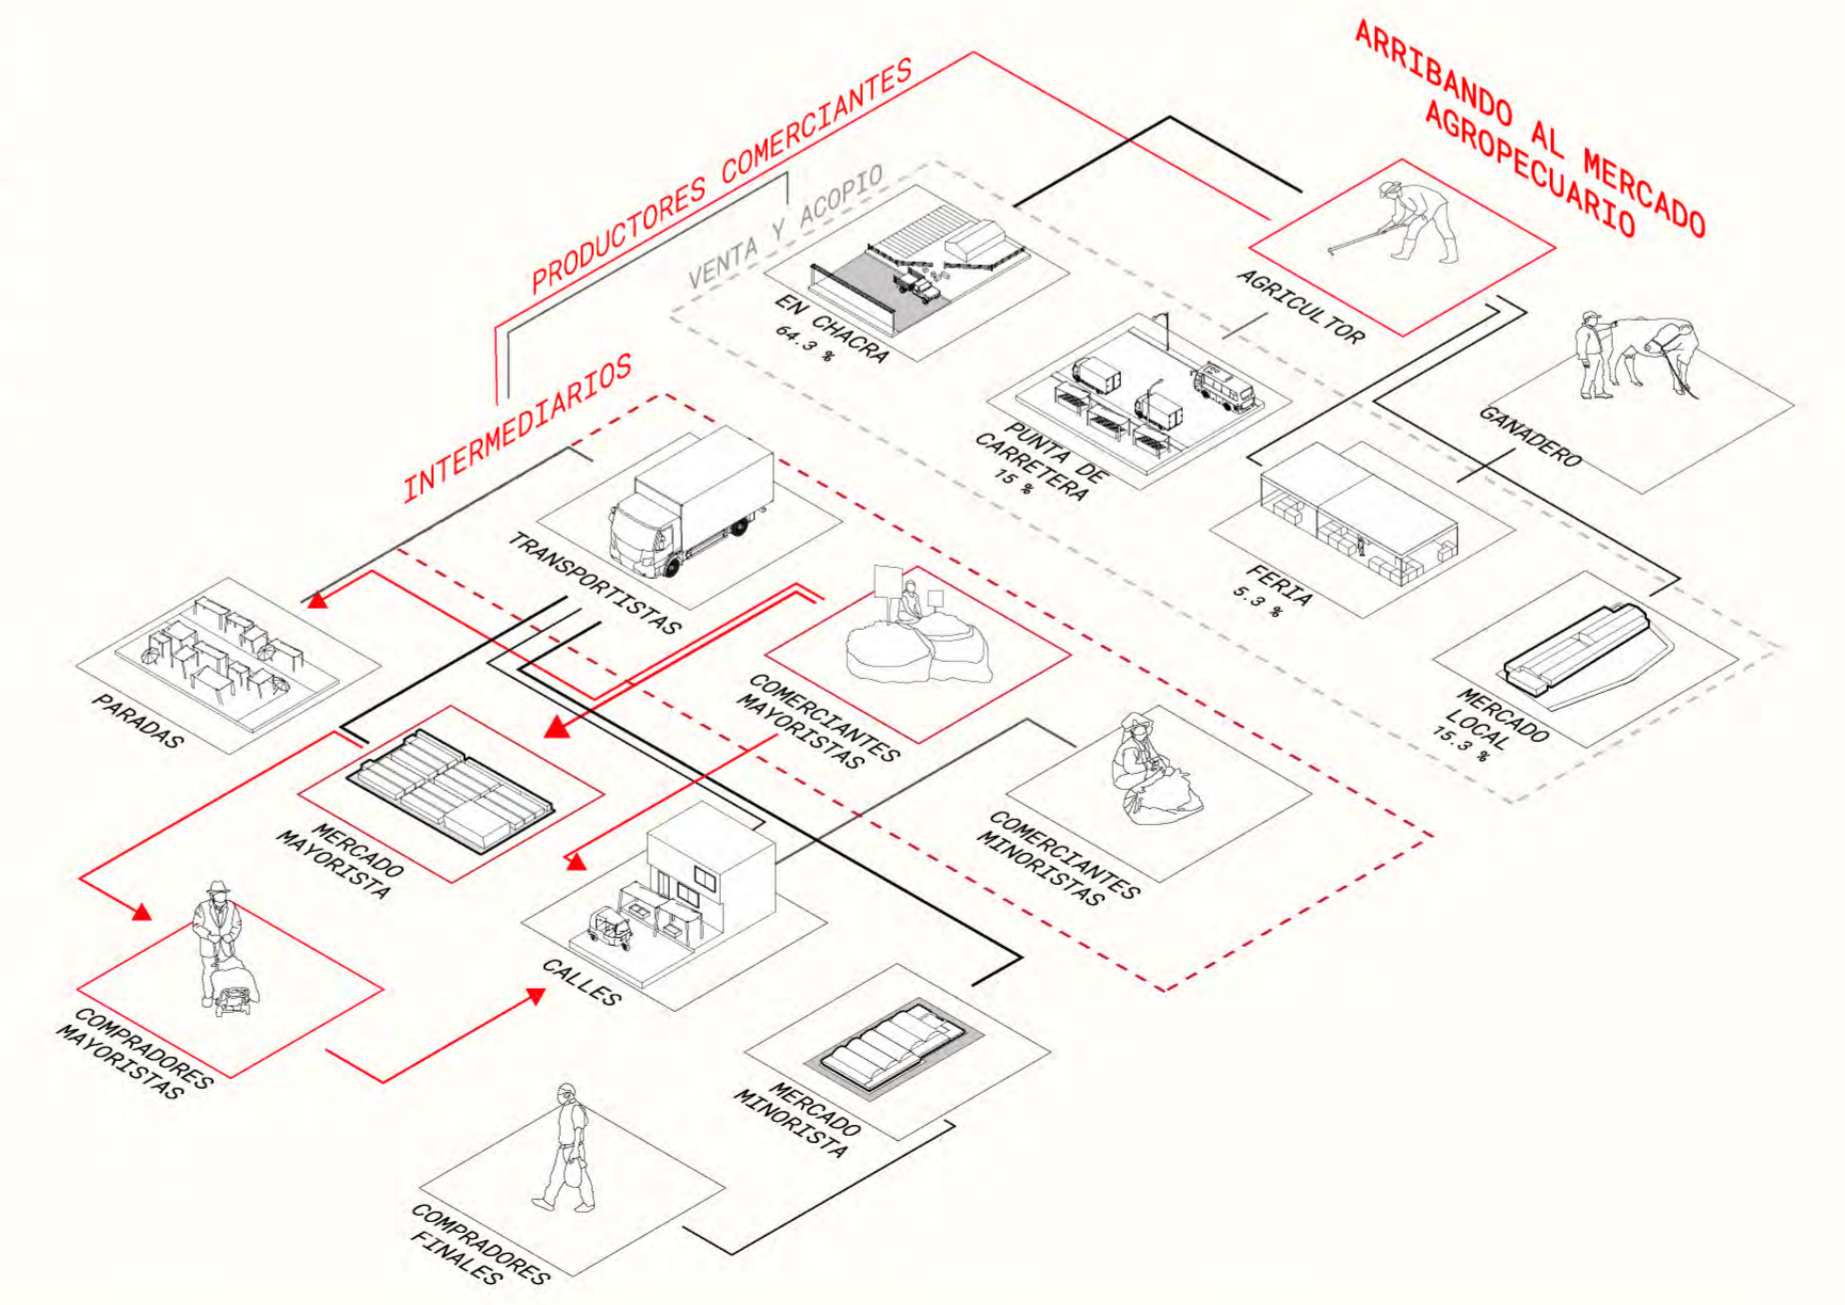 ARRIBANDO AL MERCADO
AGROPECUARIO
PRODUCTORES COMERCIANTES
VENTA Y ACOPIO
EN CHACRA
64.3 %
AGRICULTOR
PUNTA DE
CARRETERA
15 %
GANADERO
INTERMEDIARIOS
TRANSPORTISTAS
FERIA
5.3 %
MERCADO
LOCAL
15.3 %
PARADAS
COMERCIANTES
MAYORISTAS
MERCADO
MAYORISTA
COMERCIANTES
MINORISTAS
CALLES
COMPRADORES
MAYORISTAS
MERCADO
MINORISTA
COMPRADORES
FINALES